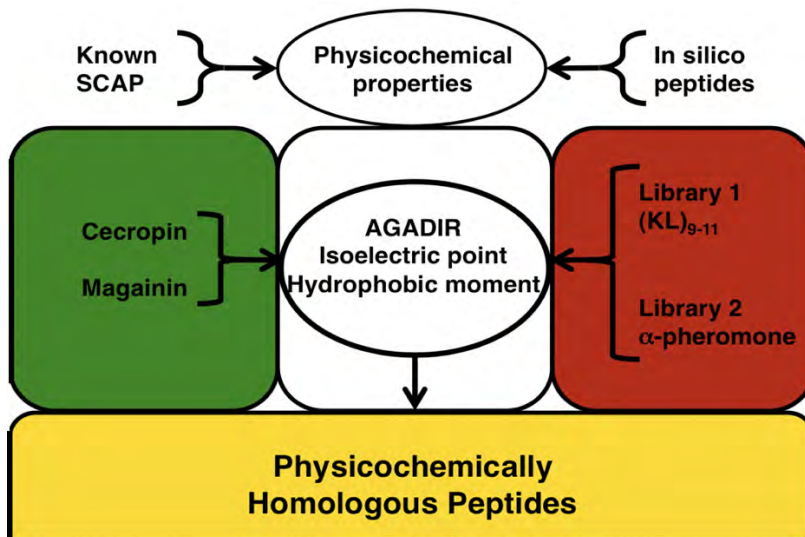 Known
SCAP
Physicochemical
properties
In silico
peptides
Cecropin
Magainin
AGADIR
Isoelectric point
Hydrophobic moment
Library 1
(KL)₉₋₁₁
Library 2
α-pheromone
Physicochemically
Homologous Peptides